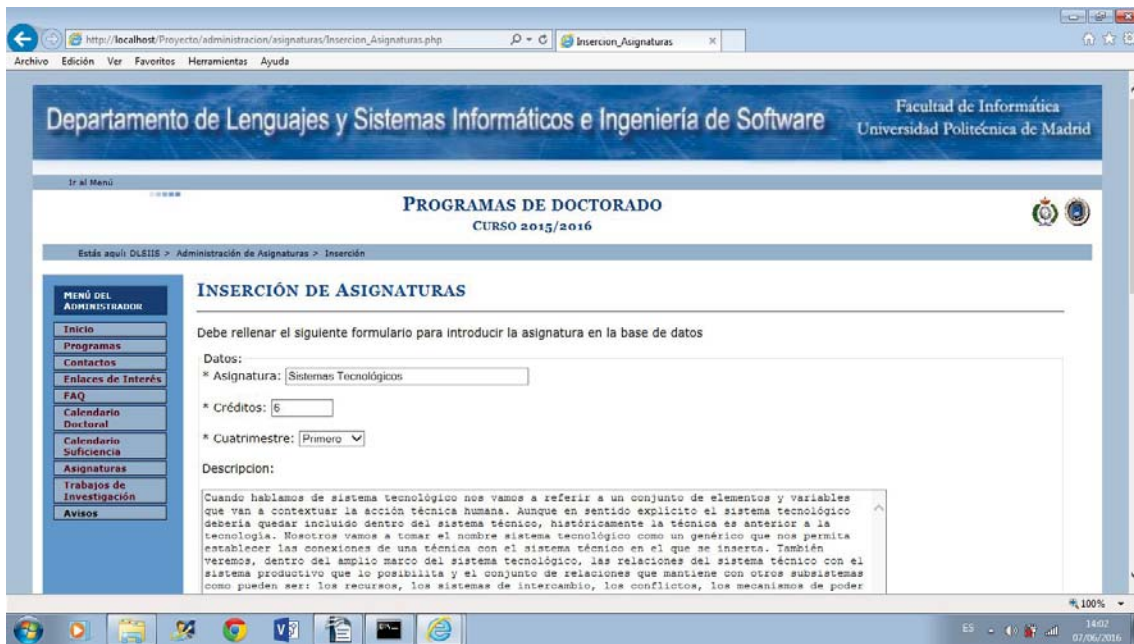 http://localhost/Proyecto/administracion/asignaturas/Insercion_Asignaturas.php
Insercion_Asignaturas
Archivo Edición Ver Favoritos Herramientas Ayuda
Departamento de Lenguajes y Sistemas Informáticos e Ingeniería de Software
Facultad de Informática
Universidad Politécnica de Madrid
Ir al Menú
PROGRAMAS DE DOCTORADO
CURSO 2015/2016
Estás aquí: DLSIIS > Administración de Asignaturas > Inserción
MENÚ DEL
ADMINISTRADOR
Inicio
Programas
Contactos
Enlaces de Interés
FAQ
Calendario
Doctoral
Calendario
Suficiencia
Asignaturas
Trabajos de
Investigación
Avisos
INSERCIÓN DE ASIGNATURAS
Debe rellenar el siguiente formulario para introducir la asignatura en la base de datos
Datos:
* Asignatura: Sistemas Tecnológicos
* Créditos: 6
* Cuatrimestre: Primero
Descripcion:
Cuando hablamos de sistema tecnológico nos vamos a referir a un conjunto de elementos y variables
que van a contextuar la acción técnica humana. Aunque en sentido explícito el sistema tecnológico
debería quedar incluido dentro del sistema técnico, históricamente la técnica es anterior a la
tecnología. Nosotros vamos a tomar el nombre sistema tecnológico como un genérico que nos permita
establecer las conexiones de una técnica con el sistema técnico en el que se inserta. También
veremos, dentro del amplio marco del sistema tecnológico, las relaciones del sistema técnico con el
sistema productivo que lo posibilita y el conjunto de relaciones que mantiene con otros subsistemas
como pueden ser: los recursos, los sistemas de intercambio, los conflictos, los mecanismos de poder
100%
ES
14:02
07/06/2016